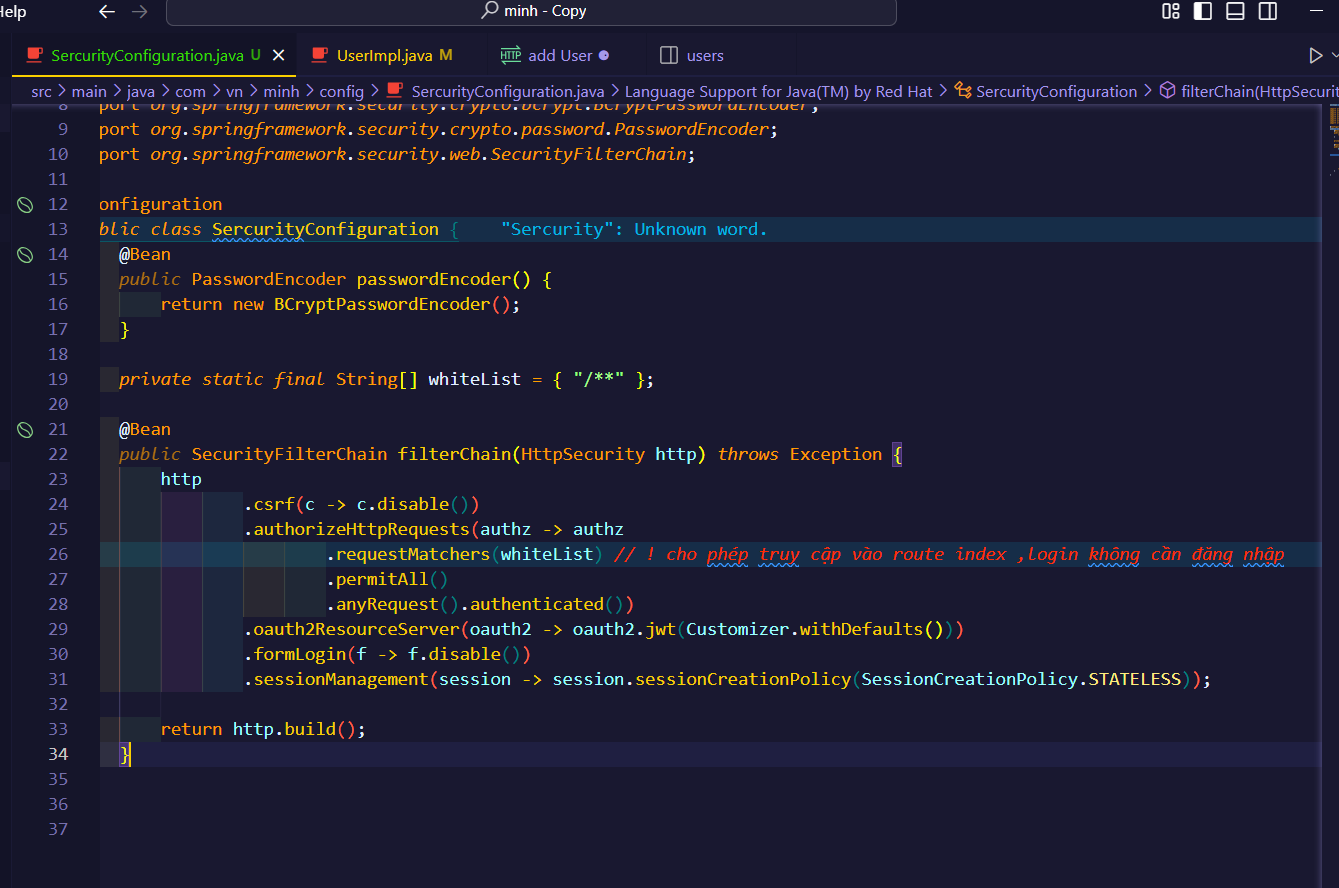 elp
minh - Copy
SercurityConfiguration.java U
UserImpl.java M
HTTP add User
users
src > main > java > com > vn > minh > config > SercurityConfiguration.java > Language Support for Java(TM) by Red Hat > SercurityConfiguration > filterChain(HttpSecurit
8 port org.springframework.security.crypto.bcrypt.BCryptPasswordEncoder;
9 port org.springframework.security.crypto.password.PasswordEncoder;
10 port org.springframework.security.web.SecurityFilterChain;
11
12 onfiguration
13 blic class SercurityConfiguration { "Sercurity": Unknown word.
14 @Bean
15 public PasswordEncoder passwordEncoder() {
16 return new BCryptPasswordEncoder();
17 }
18
19 private static final String[] whiteList = { "/**" };
20
21 @Bean
22 public SecurityFilterChain filterChain(HttpSecurity http) throws Exception {
23 http
24 .csrf(c -> c.disable())
25 .authorizeHttpRequests(authz -> authz
26 .requestMatchers(whiteList) // ! cho phép truy cập vào route index ,login không cần đăng nhập
27 .permitAll()
28 .anyRequest().authenticated())
29 .oauth2ResourceServer(oauth2 -> oauth2.jwt(Customizer.withDefaults()))
30 .formLogin(f -> f.disable())
31 .sessionManagement(session -> session.sessionCreationPolicy(SessionCreationPolicy.STATELESS));
32
33 return http.build();
34 }
35
36
37